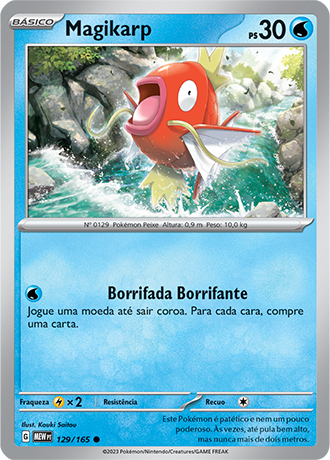 BÁSICO
Magikarp
PS 30
Nº 0129 Pokémon Peixe Altura: 0,9 m Peso: 10,0 kg
Borrifada Borrifante
Jogue uma moeda até sair coroa. Para cada cara, compre
uma carta.
Fraqueza ×2 Resistência Recuo
Ilust. Kouki Saitou
G MEW PT 129/165
Este Pokémon é patético e nem um pouco
poderoso. Às vezes, até pula bem alto,
mas nunca mais de dois metros.
©2023 Pokémon/Nintendo/Creatures/GAME FREAK